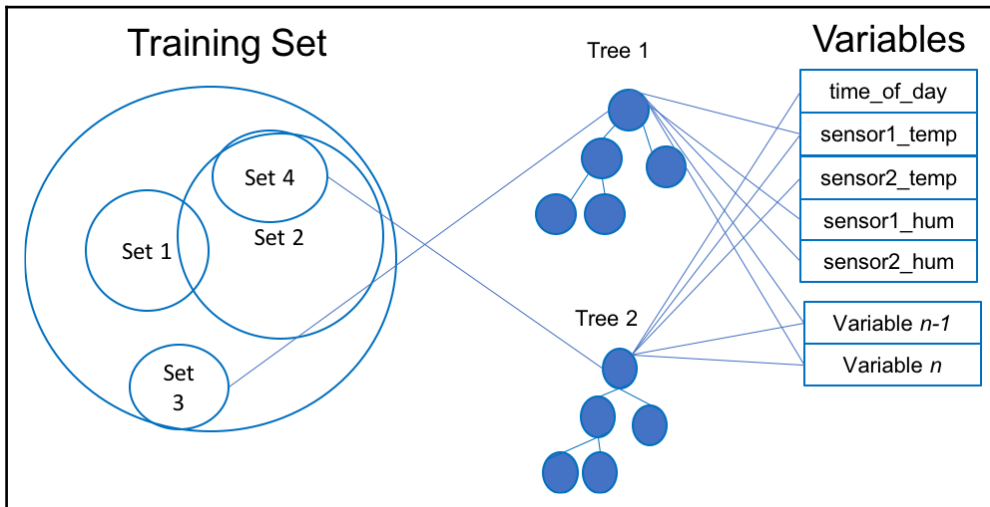 Training Set
Set 4
Set 1
Set 2
Set
3
Tree 1
Tree 2
Variables
time_of_day
sensor1_temp
sensor2_temp
sensor1_hum
sensor2_hum
Variable n-1
Variable n